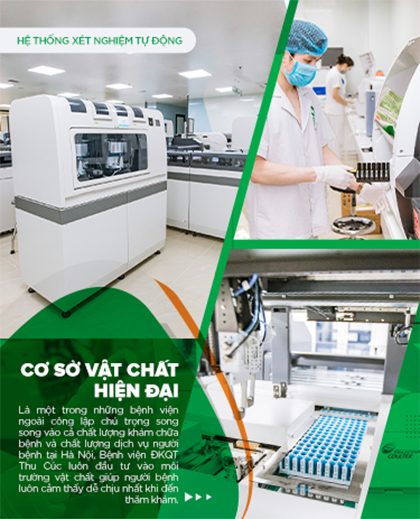 HỆ THỐNG XÉT NGHIỆM TỰ ĐỘNG
CƠ SỞ VẬT CHẤT
HIỆN ĐẠI
Là một trong những bệnh viện
ngoài công lập chú trọng song
song vào cả chất lượng khám chữa
bệnh và chất lượng dịch vụ người
bệnh tại Hà Nội, Bệnh viện ĐKQT
Thu Cúc luôn đầu tư vào môi
trường vật chất giúp người bệnh
luôn cảm thấy dễ chịu nhất khi đến
thăm khám.
BECKMAN
COULTER